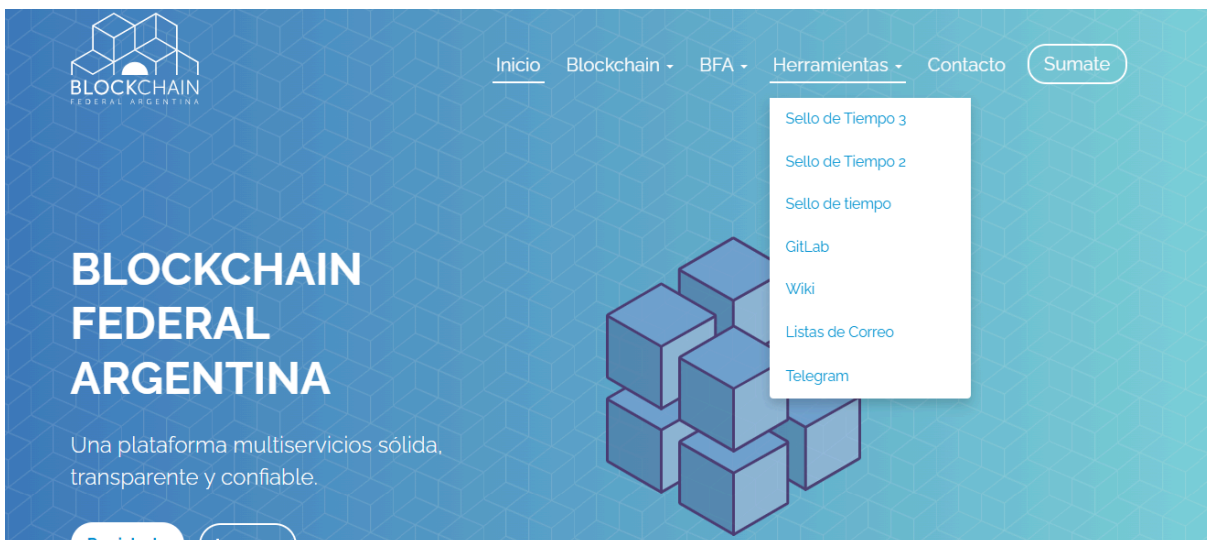 BLOCKCHAIN
FEDERAL ARGENTINA
Inicio Blockchain BFA Herramientas Contacto Sumate
Sello de Tiempo 3
Sello de Tiempo 2
Sello de tiempo
GitLab
Wiki
Listas de Correo
Telegram
BLOCKCHAIN
FEDERAL
ARGENTINA
Una plataforma multiservicios sólida,
transparente y confiable.